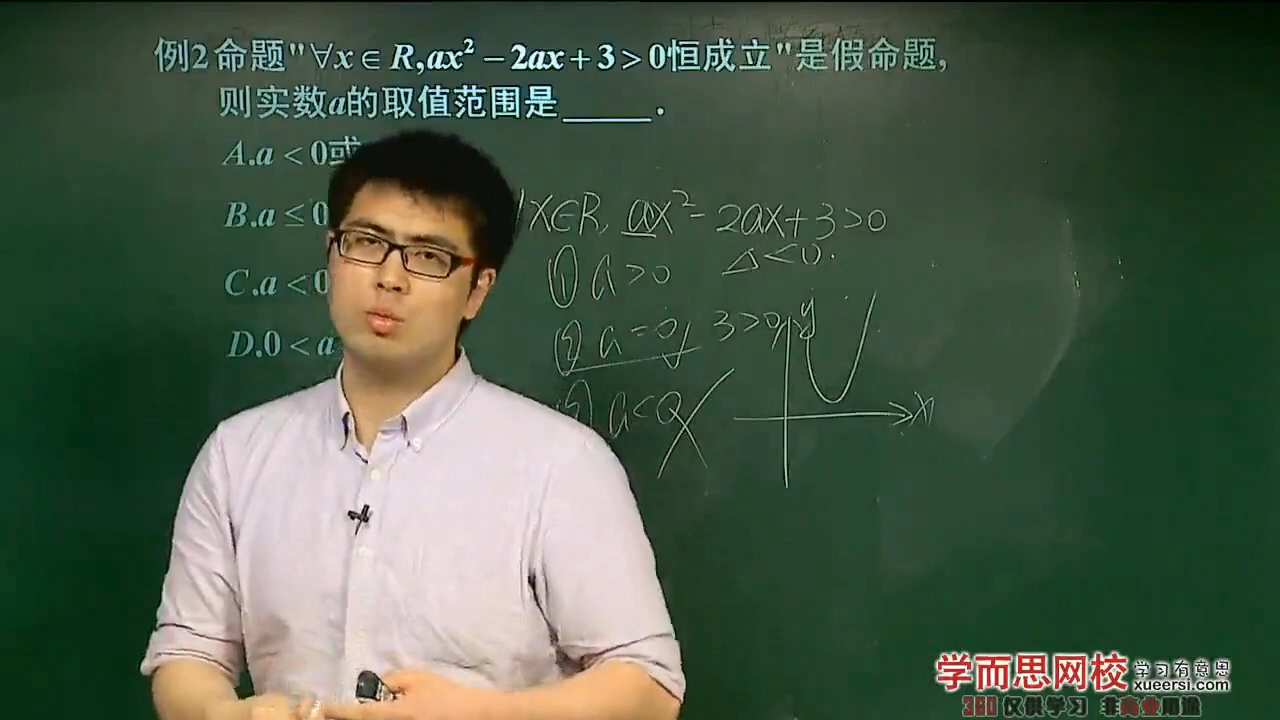 例2 命题"∀x∈R,ax²-2ax+3>0恒成立"是假命题,
则实数a的取值范围是_____.
A.a<0或
B.a≤0
C.a<0
D.0<a
x∈R, ax²-2ax+3>0
① a>0 △<0.
② a=0, 3>0, y
a<0 x
学而思网校 学习有意思
xueersi.com
360 仅供学习 非商业用途